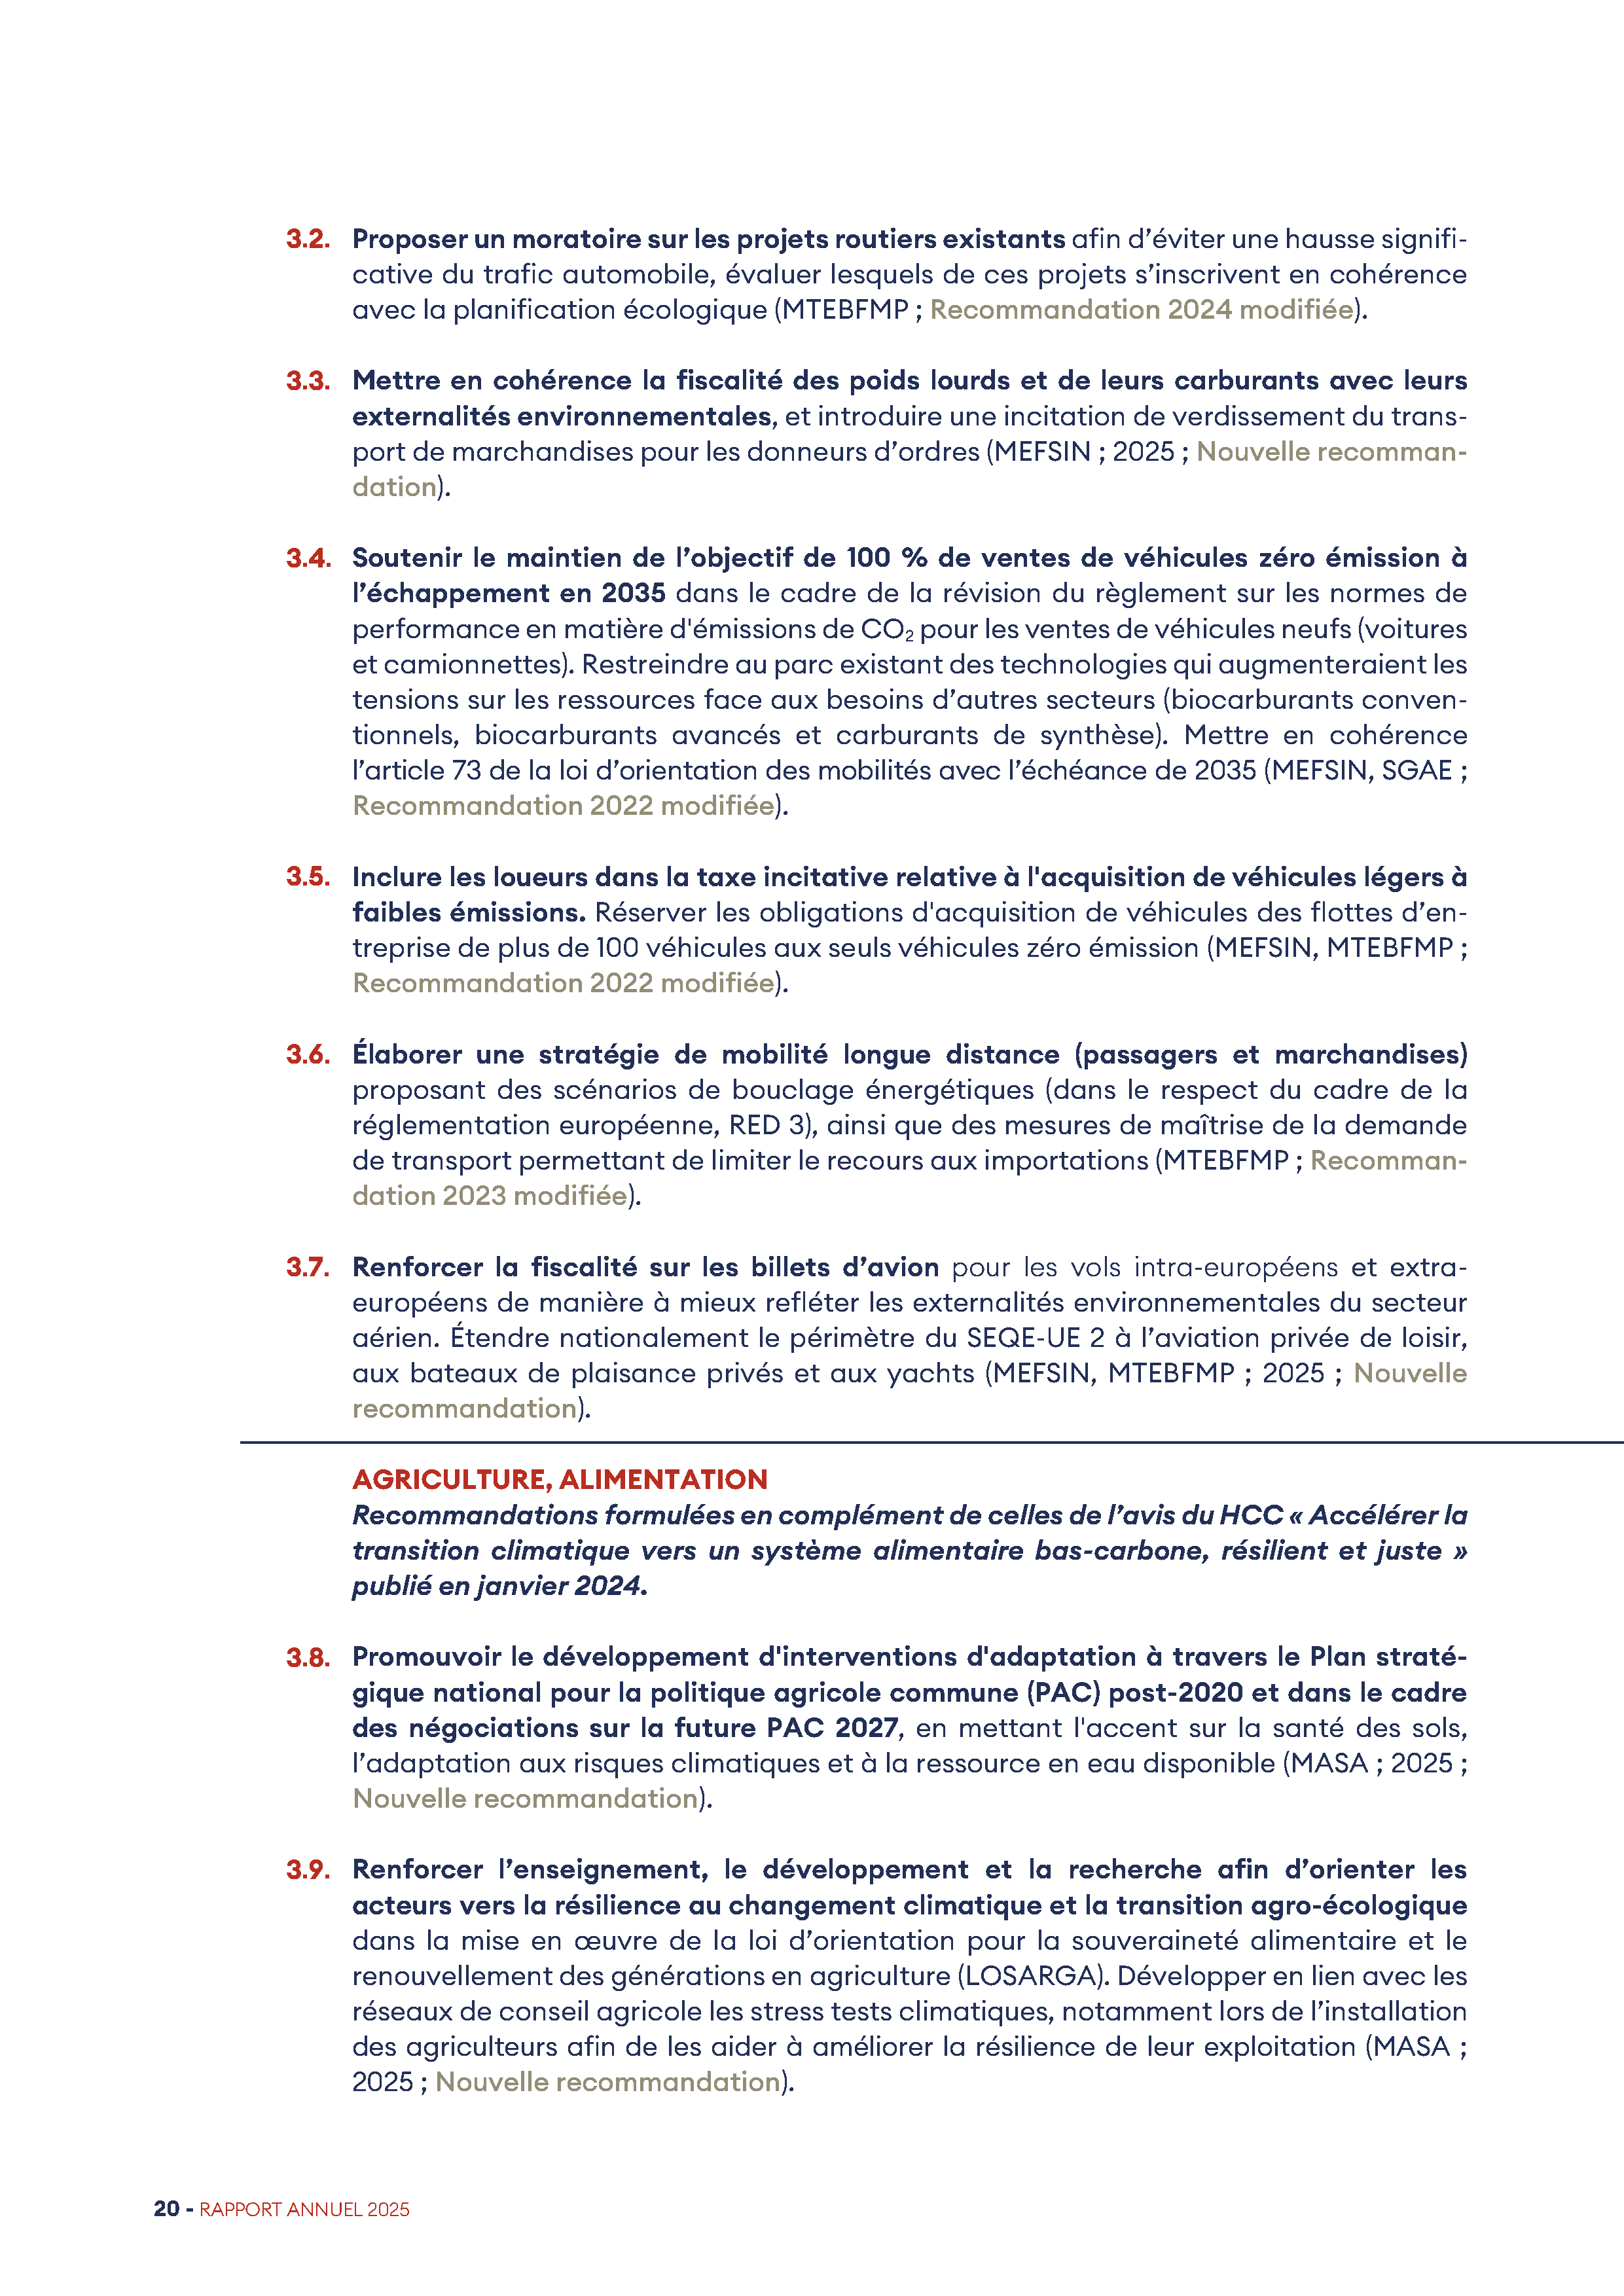 3.2. Proposer un moratoire sur les projets routiers existants afin d’éviter une hausse signifi-
cative du trafic automobile, évaluer lesquels de ces projets s’inscrivent en cohérence
avec la planification écologique (MTEBFMP ; Recommandation 2024 modifiée).
3.3. Mettre en cohérence la fiscalité des poids lourds et de leurs carburants avec leurs
externalités environnementales, et introduire une incitation de verdissement du trans-
port de marchandises pour les donneurs d’ordres (MEFSIN ; 2025 ; Nouvelle recomman-
dation).
3.4. Soutenir le maintien de l’objectif de 100 % de ventes de véhicules zéro émission à
l’échappement en 2035 dans le cadre de la révision du règlement sur les normes de
performance en matière d'émissions de CO₂ pour les ventes de véhicules neufs (voitures
et camionnettes). Restreindre au parc existant des technologies qui augmenteraient les
tensions sur les ressources face aux besoins d’autres secteurs (biocarburants conven-
tionnels, biocarburants avancés et carburants de synthèse). Mettre en cohérence
l’article 73 de la loi d’orientation des mobilités avec l’échéance de 2035 (MEFSIN, SGAE ;
Recommandation 2022 modifiée).
3.5. Inclure les loueurs dans la taxe incitative relative à l'acquisition de véhicules légers à
faibles émissions. Réserver les obligations d'acquisition de véhicules des flottes d’en-
treprise de plus de 100 véhicules aux seuls véhicules zéro émission (MEFSIN, MTEBFMP ;
Recommandation 2022 modifiée).
3.6. Élaborer une stratégie de mobilité longue distance (passagers et marchandises)
proposant des scénarios de bouclage énergétiques (dans le respect du cadre de la
réglementation européenne, RED 3), ainsi que des mesures de maîtrise de la demande
de transport permettant de limiter le recours aux importations (MTEBFMP ; Recomman-
dation 2023 modifiée).
3.7. Renforcer la fiscalité sur les billets d’avion pour les vols intra-européens et extra-
européens de manière à mieux refléter les externalités environnementales du secteur
aérien. Étendre nationalement le périmètre du SEQE-UE 2 à l’aviation privée de loisir,
aux bateaux de plaisance privés et aux yachts (MEFSIN, MTEBFMP ; 2025 ; Nouvelle
recommandation).
AGRICULTURE, ALIMENTATION
Recommandations formulées en complément de celles de l’avis du HCC « Accélérer la
transition climatique vers un système alimentaire bas-carbone, résilient et juste »
publié en janvier 2024.
3.8. Promouvoir le développement d'interventions d'adaptation à travers le Plan straté-
gique national pour la politique agricole commune (PAC) post-2020 et dans le cadre
des négociations sur la future PAC 2027, en mettant l'accent sur la santé des sols,
l’adaptation aux risques climatiques et à la ressource en eau disponible (MASA ; 2025 ;
Nouvelle recommandation).
3.9. Renforcer l’enseignement, le développement et la recherche afin d’orienter les
acteurs vers la résilience au changement climatique et la transition agro-écologique
dans la mise en œuvre de la loi d’orientation pour la souveraineté alimentaire et le
renouvellement des générations en agriculture (LOSARGA). Développer en lien avec les
réseaux de conseil agricole les stress tests climatiques, notamment lors de l’installation
des agriculteurs afin de les aider à améliorer la résilience de leur exploitation (MASA ;
2025 ; Nouvelle recommandation).
20 - RAPPORT ANNUEL 2025